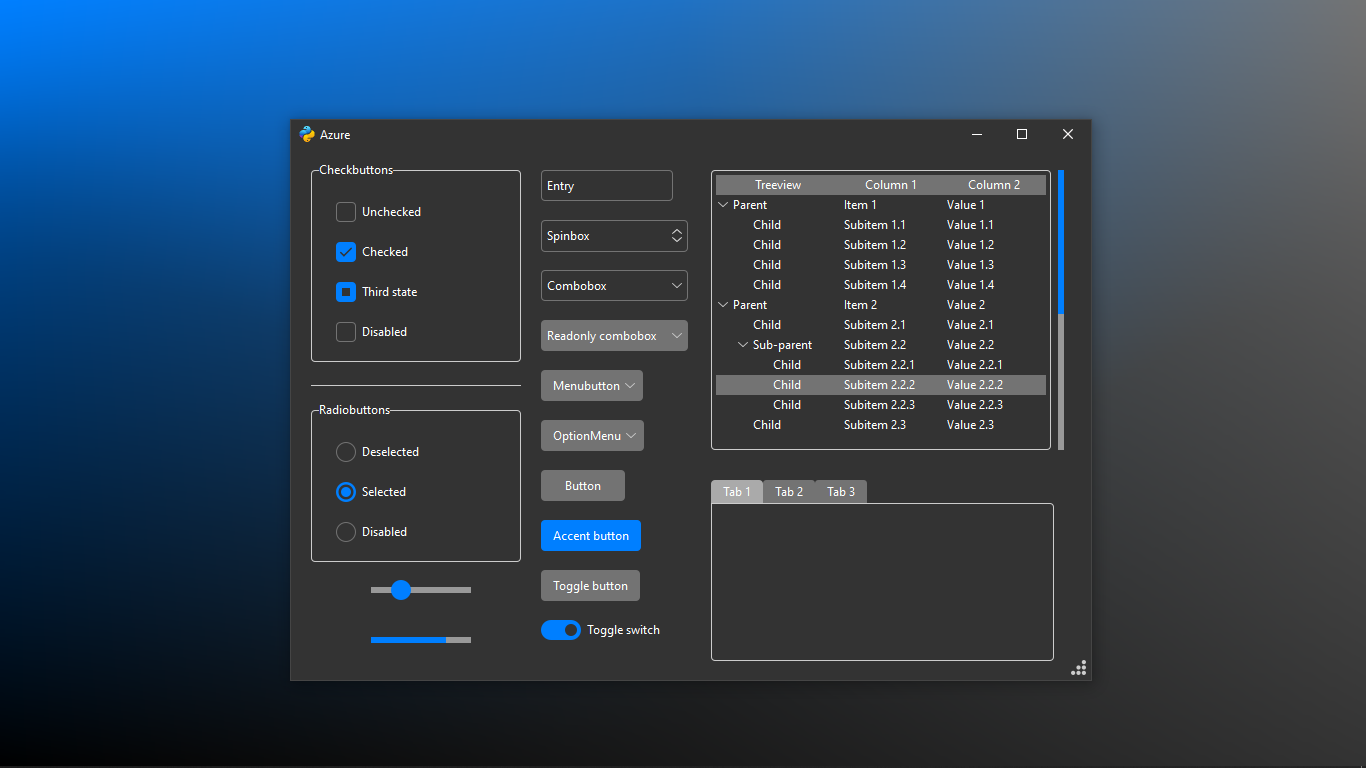 Azure
Checkbuttons
Unchecked
Checked
Third state
Disabled
Radiobuttons
Deselected
Selected
Disabled
Entry
Spinbox
Combobox
Readonly combobox
Menubutton
OptionMenu
Button
Accent button
Toggle button
Toggle switch
Treeview Column 1 Column 2
Parent Item 1 Value 1
Child Subitem 1.1 Value 1.1
Child Subitem 1.2 Value 1.2
Child Subitem 1.3 Value 1.3
Child Subitem 1.4 Value 1.4
Parent Item 2 Value 2
Child Subitem 2.1 Value 2.1
Sub-parent Subitem 2.2 Value 2.2
Child Subitem 2.2.1 Value 2.2.1
Child Subitem 2.2.2 Value 2.2.2
Child Subitem 2.2.3 Value 2.2.3
Child Subitem 2.3 Value 2.3
Tab 1 Tab 2 Tab 3